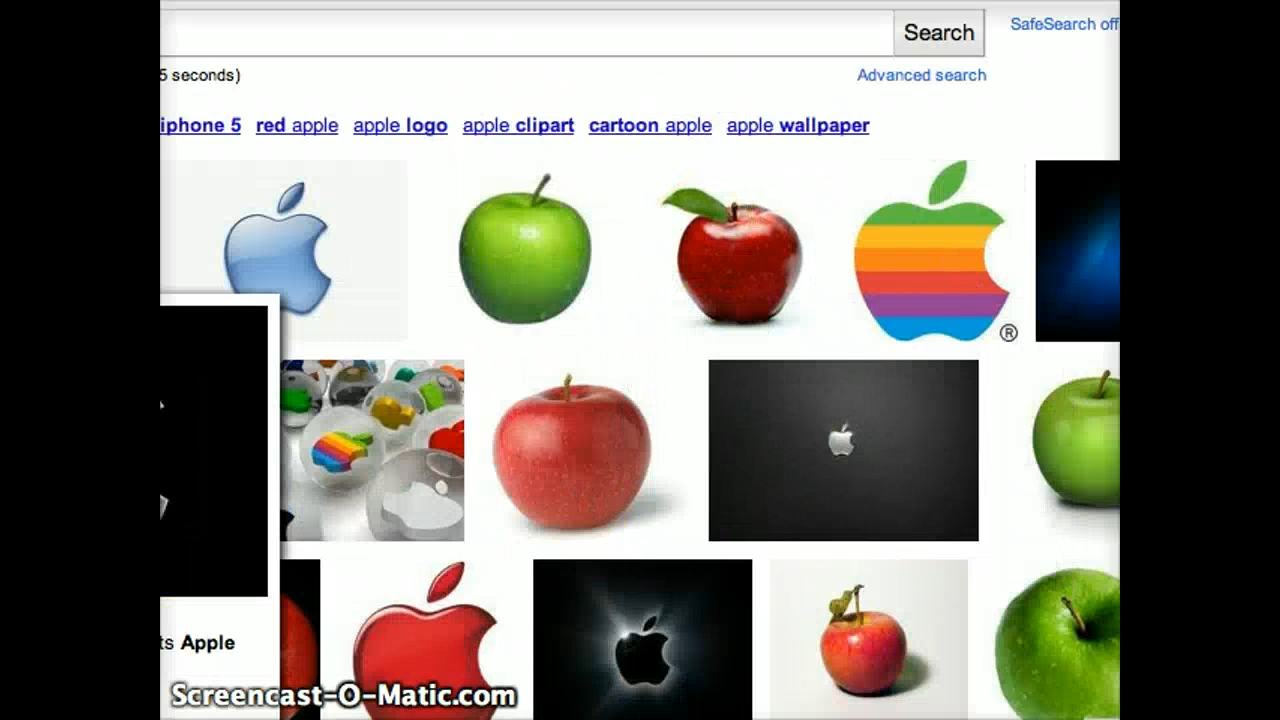 Search
SafeSearch off
5 seconds)
Advanced search
iphone 5 red apple apple logo apple clipart cartoon apple apple wallpaper
®
ts Apple
Screencast-O-Matic.com